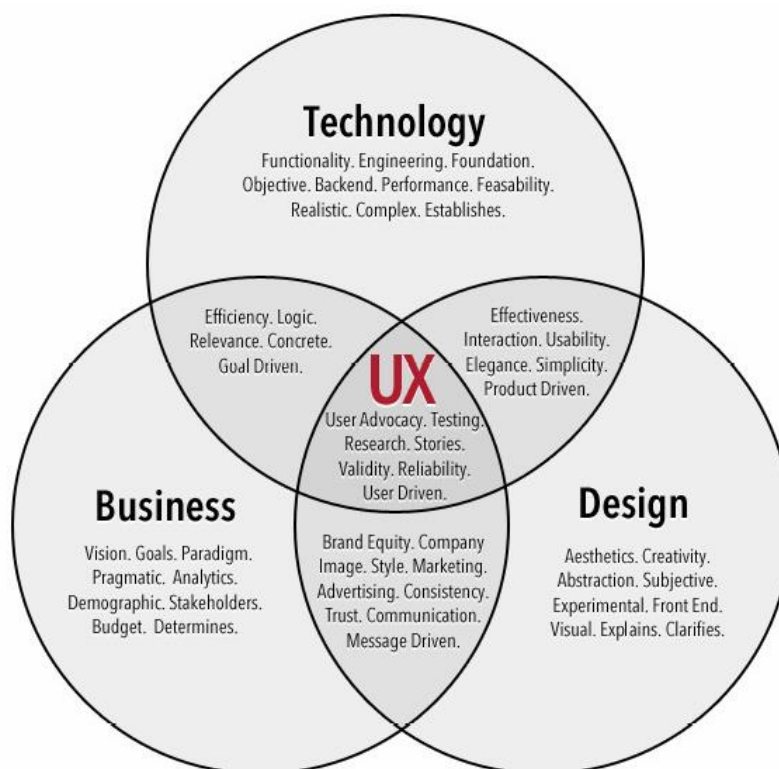 Technology
Functionality. Engineering. Foundation.
Objective. Backend. Performance. Feasability.
Realistic. Complex. Establishes.
Efficiency. Logic.
Relevance. Concrete.
Goal Driven.
Effectiveness.
Interaction. Usability.
Elegance. Simplicity.
Product Driven.
UX
User Advocacy. Testing.
Research. Stories.
Validity. Reliability.
User Driven.
Business
Vision. Goals. Paradigm.
Pragmatic. Analytics.
Demographic. Stakeholders.
Budget. Determines.
Brand Equity. Company
Image. Style. Marketing.
Advertising. Consistency.
Trust. Communication.
Message Driven.
Design
Aesthetics. Creativity.
Abstraction. Subjective.
Experimental. Front End.
Visual. Explains. Clarifies.